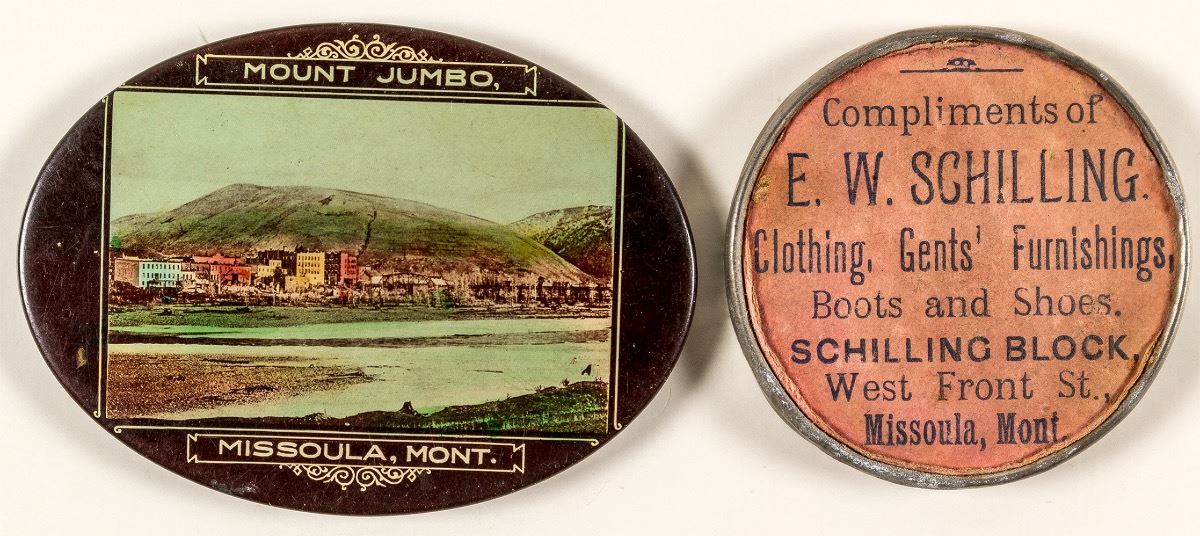 MOUNT JUMBO,
MISSOULA, MONT.
Compliments of
E. W. SCHILLING.
Clothing, Gents' Furnishings,
Boots and Shoes.
SCHILLING BLOCK,
West Front St.,
Missoula, Mont.